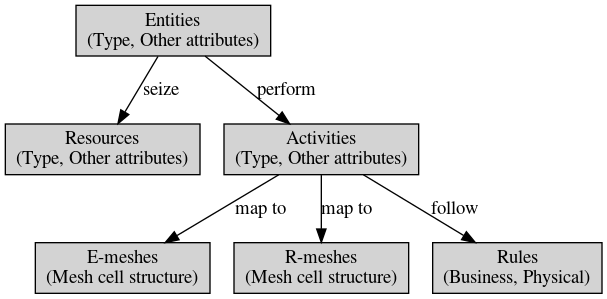 Entities
(Type, Other attributes)
seize
perform
Resources
(Type, Other attributes)
Activities
(Type, Other attributes)
map to
map to
follow
E-meshes
(Mesh cell structure)
R-meshes
(Mesh cell structure)
Rules
(Business, Physical)